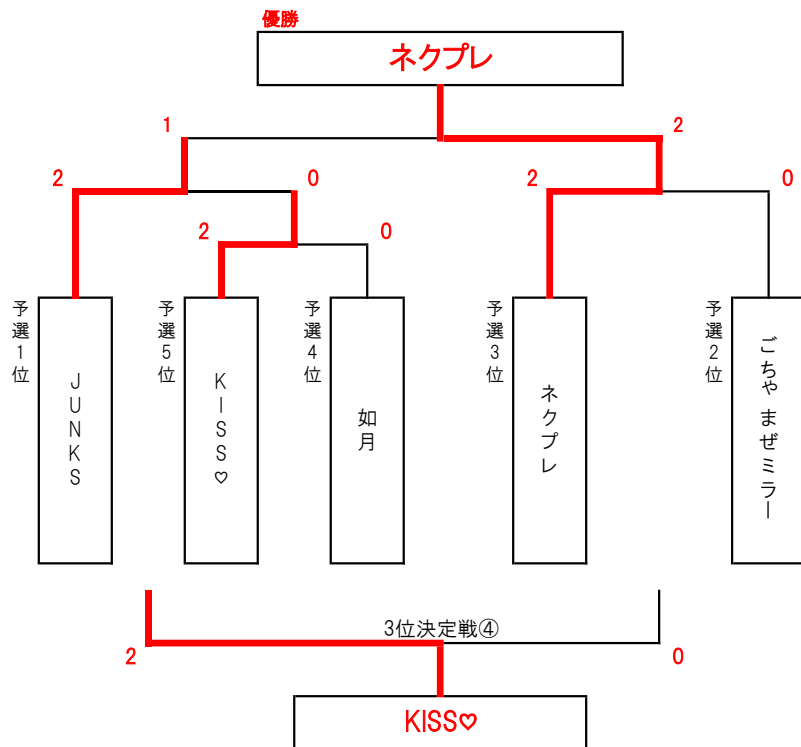 優勝
ネクプレ
1
2
2
0
2
0
2
0
予選1位
JUNKS
予選5位
KISS♡
予選4位
如月
予選3位
ネクプレ
予選2位
ごちゃまぜミラー
3位決定戦④
2
0
KISS♡